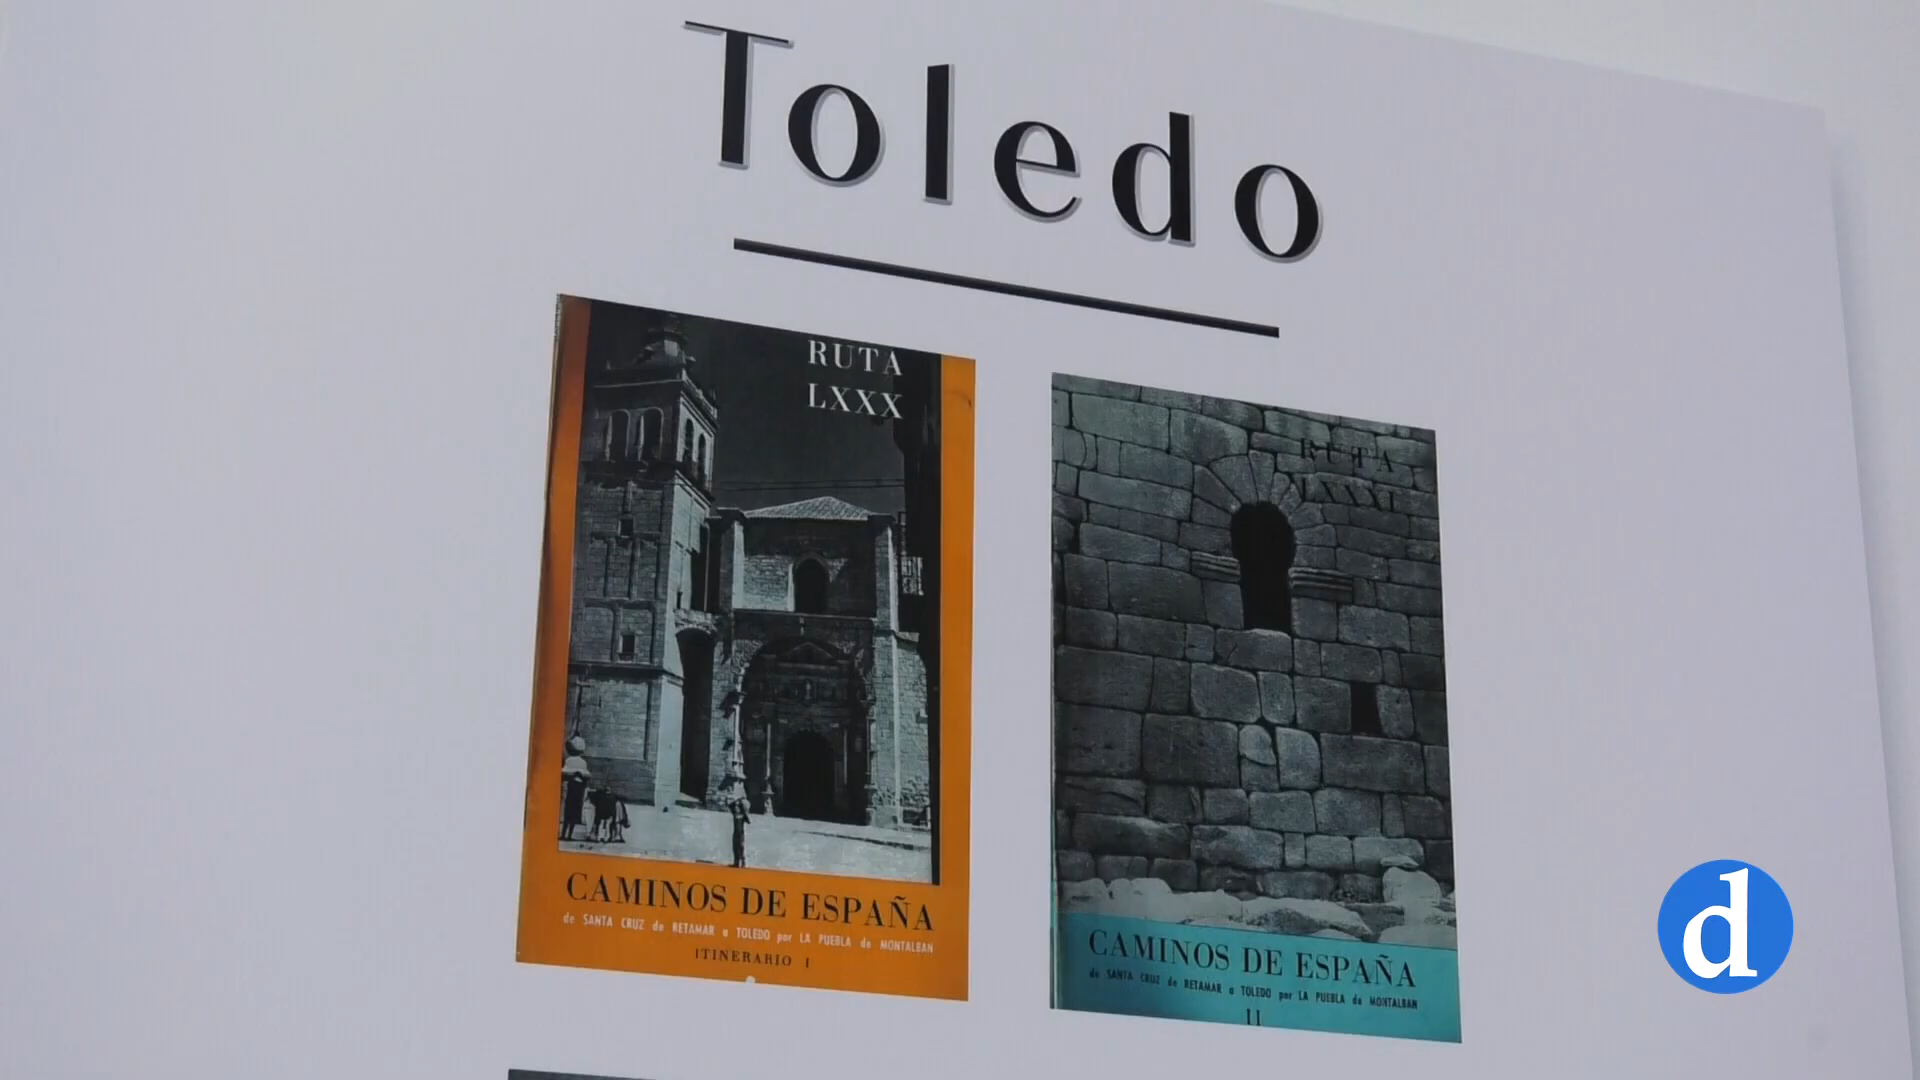 Toledo
RUTA
LXXX
CAMINOS DE ESPAÑA
de SANTA CRUZ de RETAMAR a TOLEDO por LA PUEBLA de MONTALBAN
ITINERARIO I
RUTA
LXXXI
CAMINOS DE ESPAÑA
de SANTA CRUZ de RETAMAR a TOLEDO por LA PUEBLA de MONTALBAN
II
d